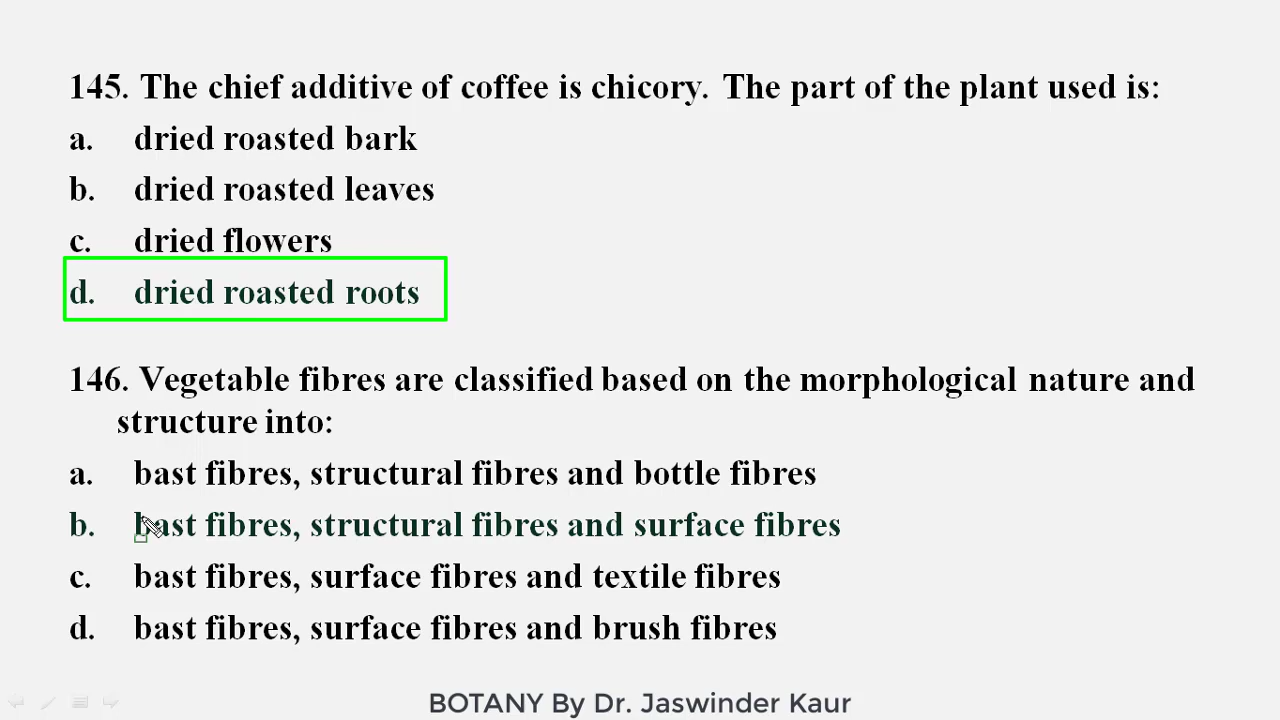 145. The chief additive of coffee is chicory. The part of the plant used is:
a. dried roasted bark
b. dried roasted leaves
c. dried flowers
d. dried roasted roots
146. Vegetable fibres are classified based on the morphological nature and
structure into:
a. bast fibres, structural fibres and bottle fibres
b. bast fibres, structural fibres and surface fibres
c. bast fibres, surface fibres and textile fibres
d. bast fibres, surface fibres and brush fibres
BOTANY By Dr. Jaswinder Kaur